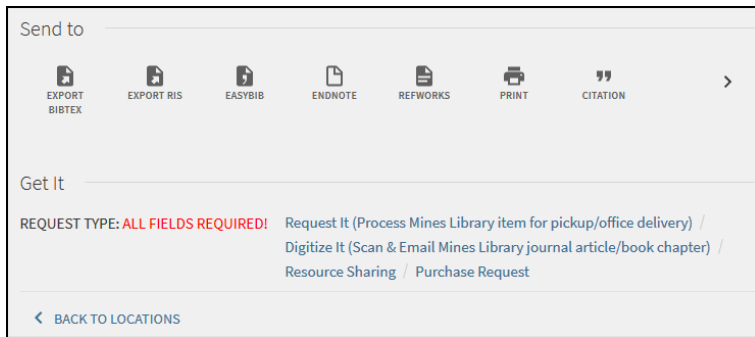 Send to
EXPORT BIBTEX
EXPORT RIS
EASYBIB
ENDNOTE
REFWORKS
PRINT
CITATION
Get It
REQUEST TYPE: ALL FIELDS REQUIRED! Request It (Process Mines Library item for pickup/office delivery) /
Digitize It (Scan & Email Mines Library journal article/book chapter) /
Resource Sharing / Purchase Request
BACK TO LOCATIONS